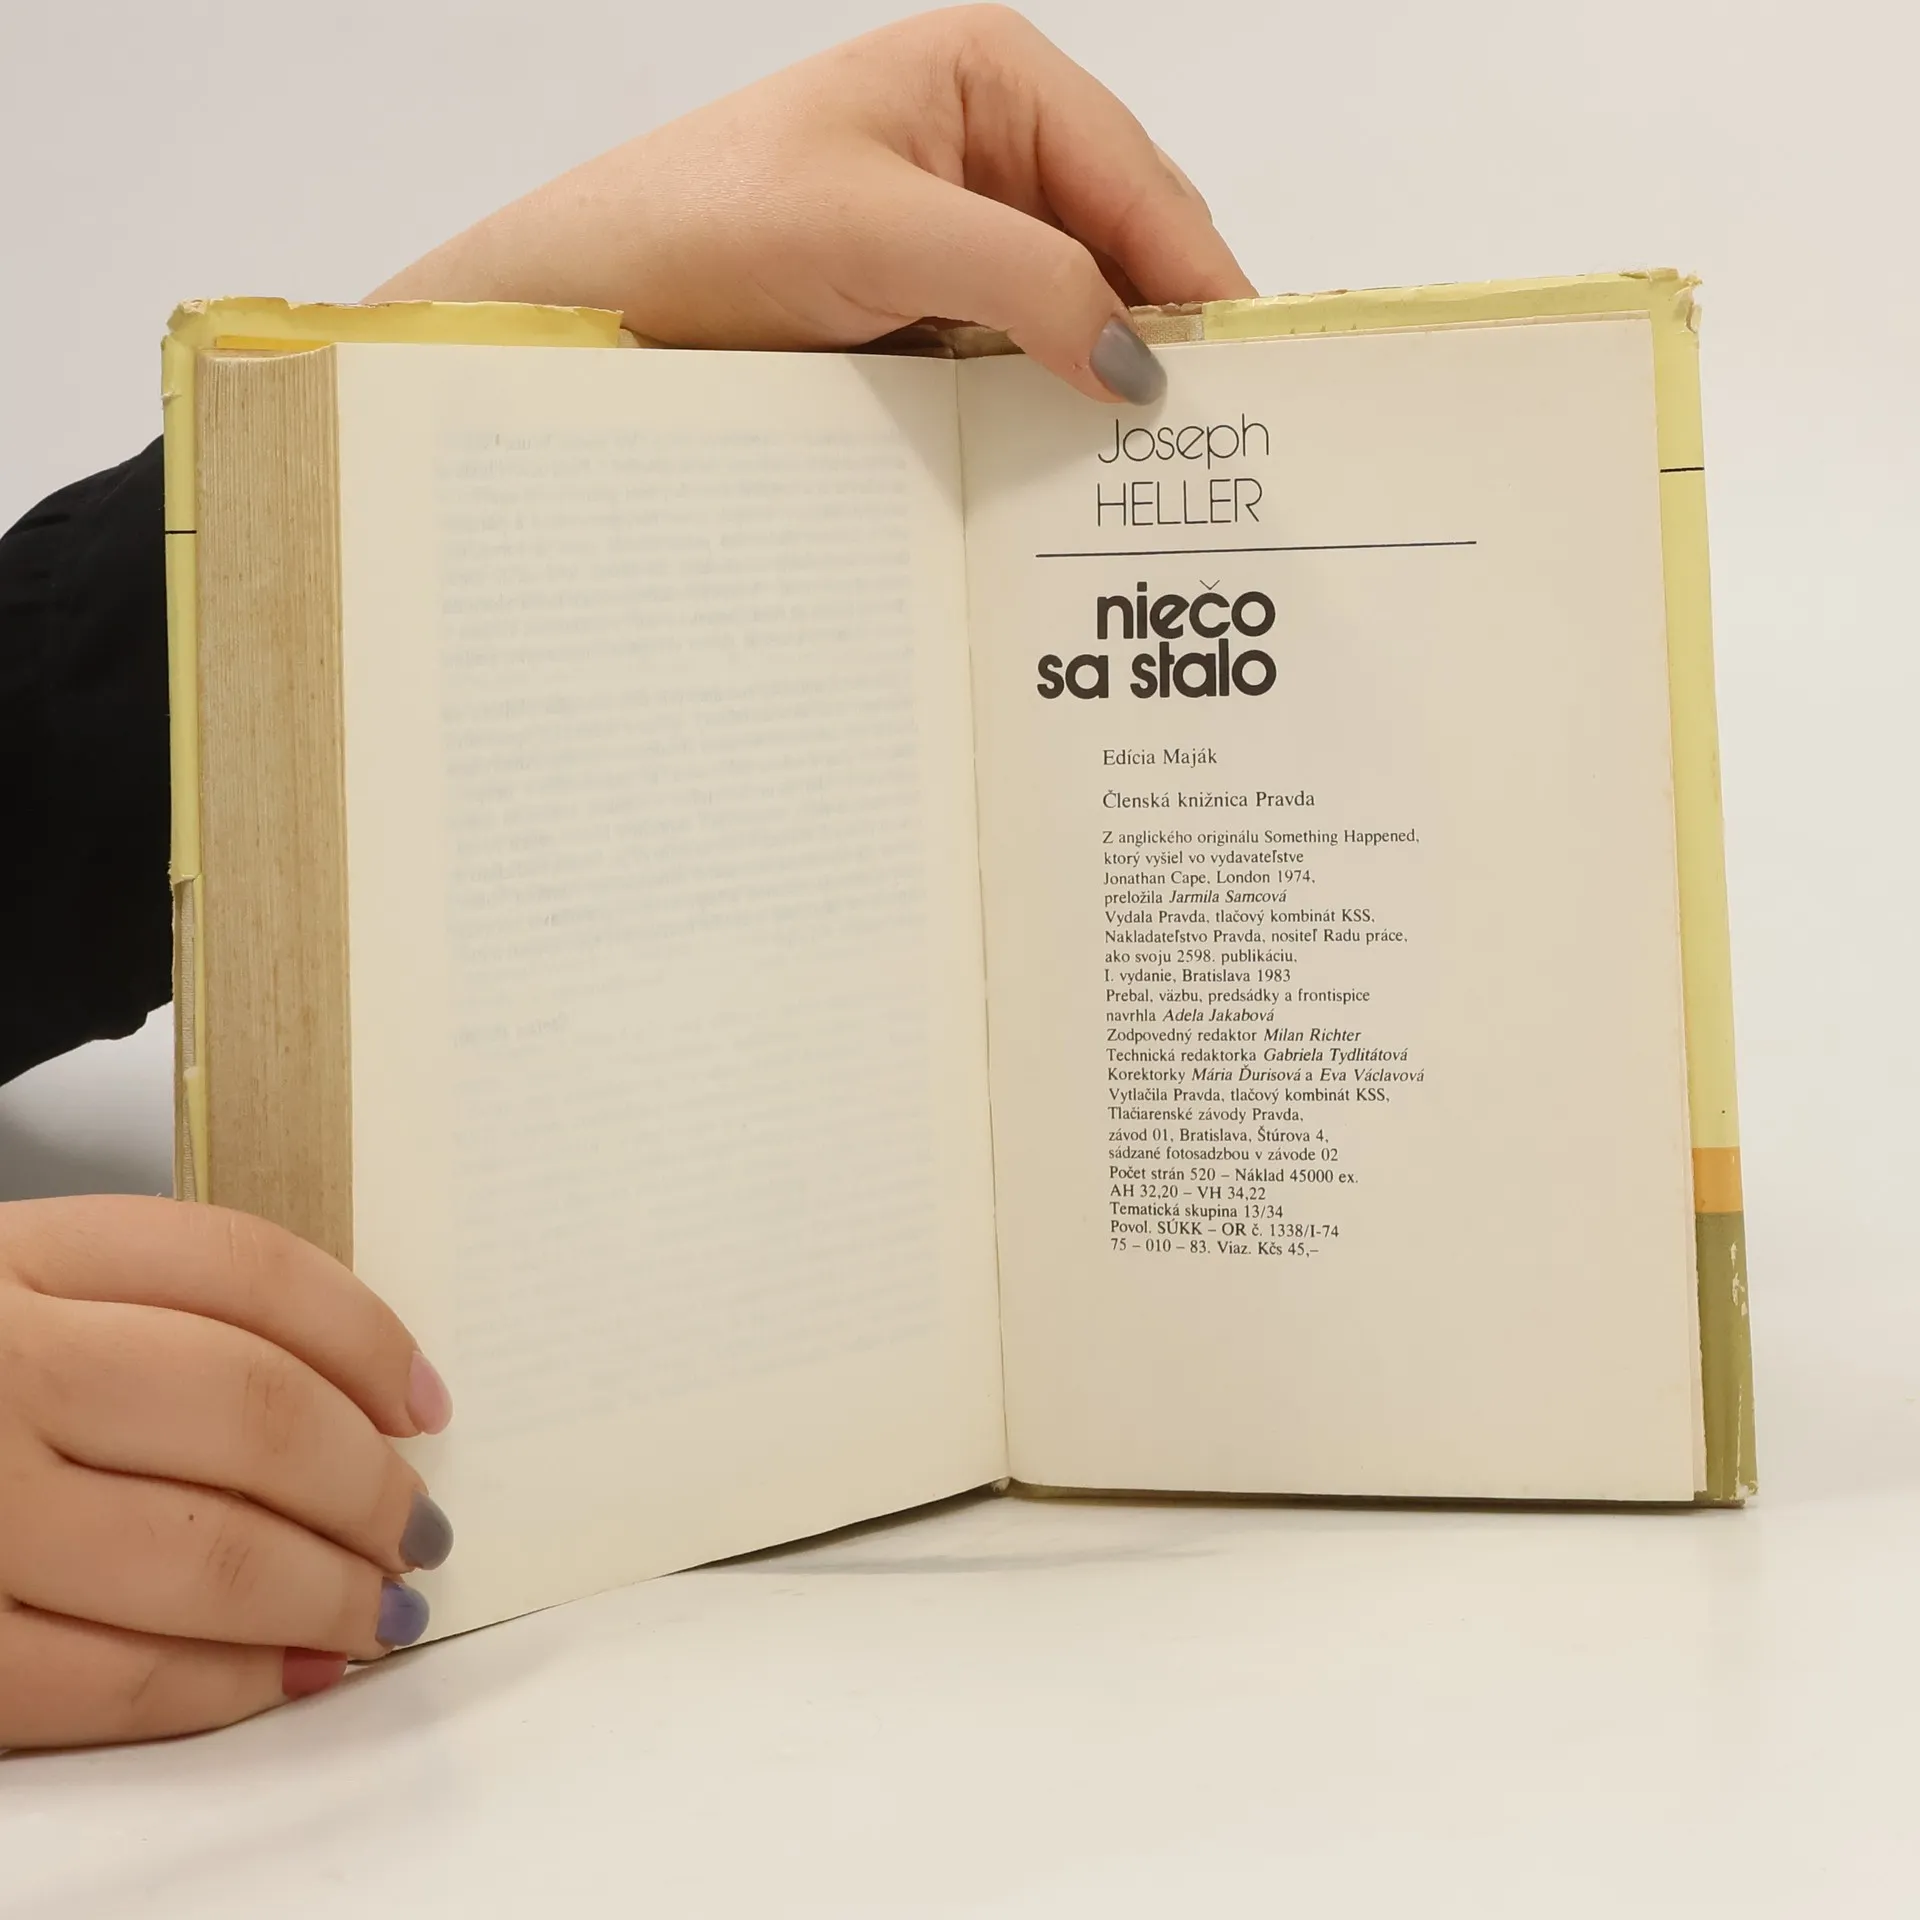 Joseph
HELLER
niečo
sa stalo
Edícia Maják
Členská knižnica Pravda
Z anglického originálu Something Happened,
ktorý vyšiel vo vydavateľstve
Jonathan Cape, London 1974,
preložila Jarmila Samcová
Vydala Pravda, tlačový kombinát KSS,
Nakladateľstvo Pravda, nositeľ Radu práce,
ako svoju 2598. publikáciu,
I. vydanie, Bratislava 1983
Prebal, väzbu, predsádky a frontispice
navrhla Adela Jakabová
Zodpovedný redaktor Milan Richter
Technická redaktorka Gabriela Tydlitátová
Korektorky Mária Ďurisová a Eva Václavová
Vytlačila Pravda, tlačový kombinát KSS,
Tlačiarenské závody Pravda,
závod 01, Bratislava, Štúrova 4,
sádzané fotosadzbou v závode 02
Počet strán 520 – Náklad 45000 ex.
AH 32,20 – VH 34,22
Tematická skupina 13/34
Povol. SÚKK – OR č. 1338/I-74
75 – 010 – 83. Viaz. Kčs 45,–